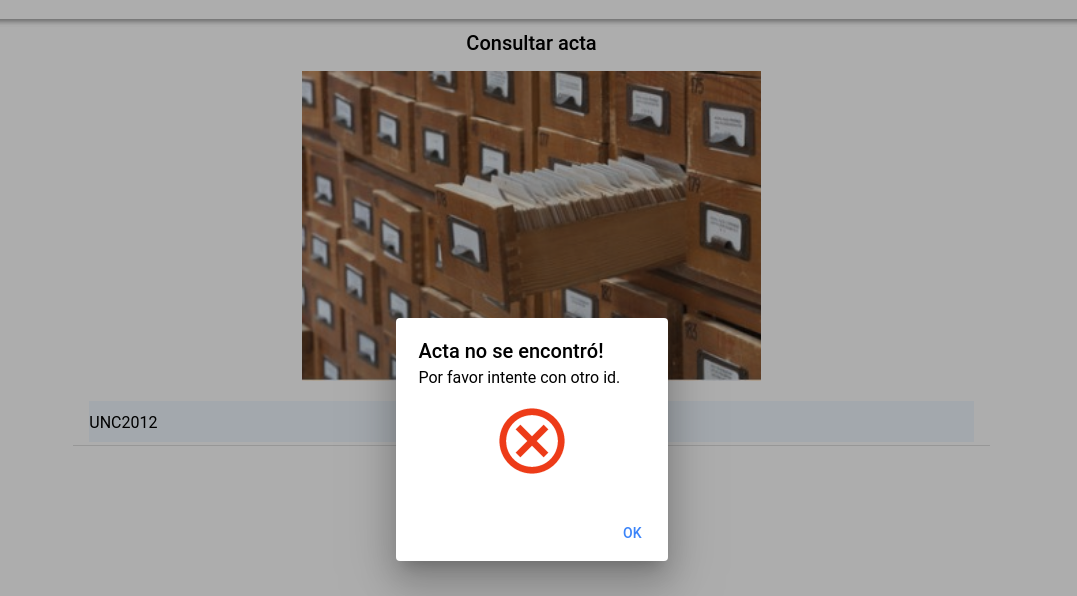 Consultar acta
Acta no se encontró!
Por favor intente con otro id.
UNC2012
OK